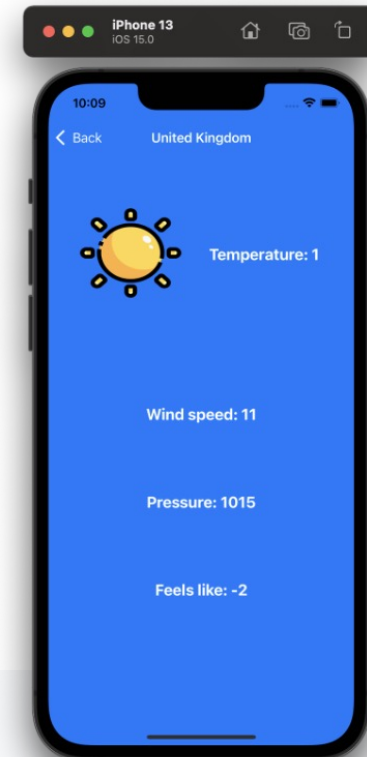 iPhone 13
iOS 15.0
10:09
Back
United Kingdom
Temperature: 1
Wind speed: 11
Pressure: 1015
Feels like: -2